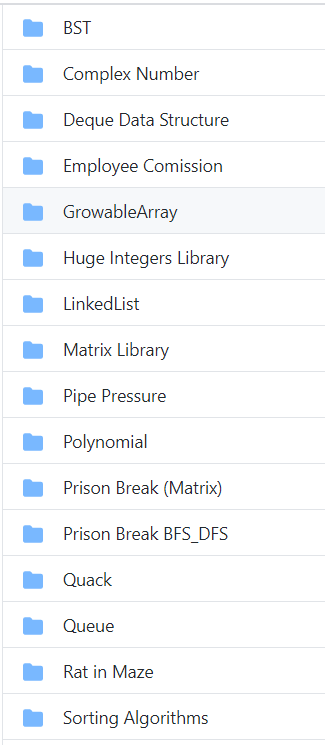 BST
Complex Number
Deque Data Structure
Employee Comission
GrowableArray
Huge Integers Library
LinkedList
Matrix Library
Pipe Pressure
Polynomial
Prison Break (Matrix)
Prison Break BFS_DFS
Quack
Queue
Rat in Maze
Sorting Algorithms